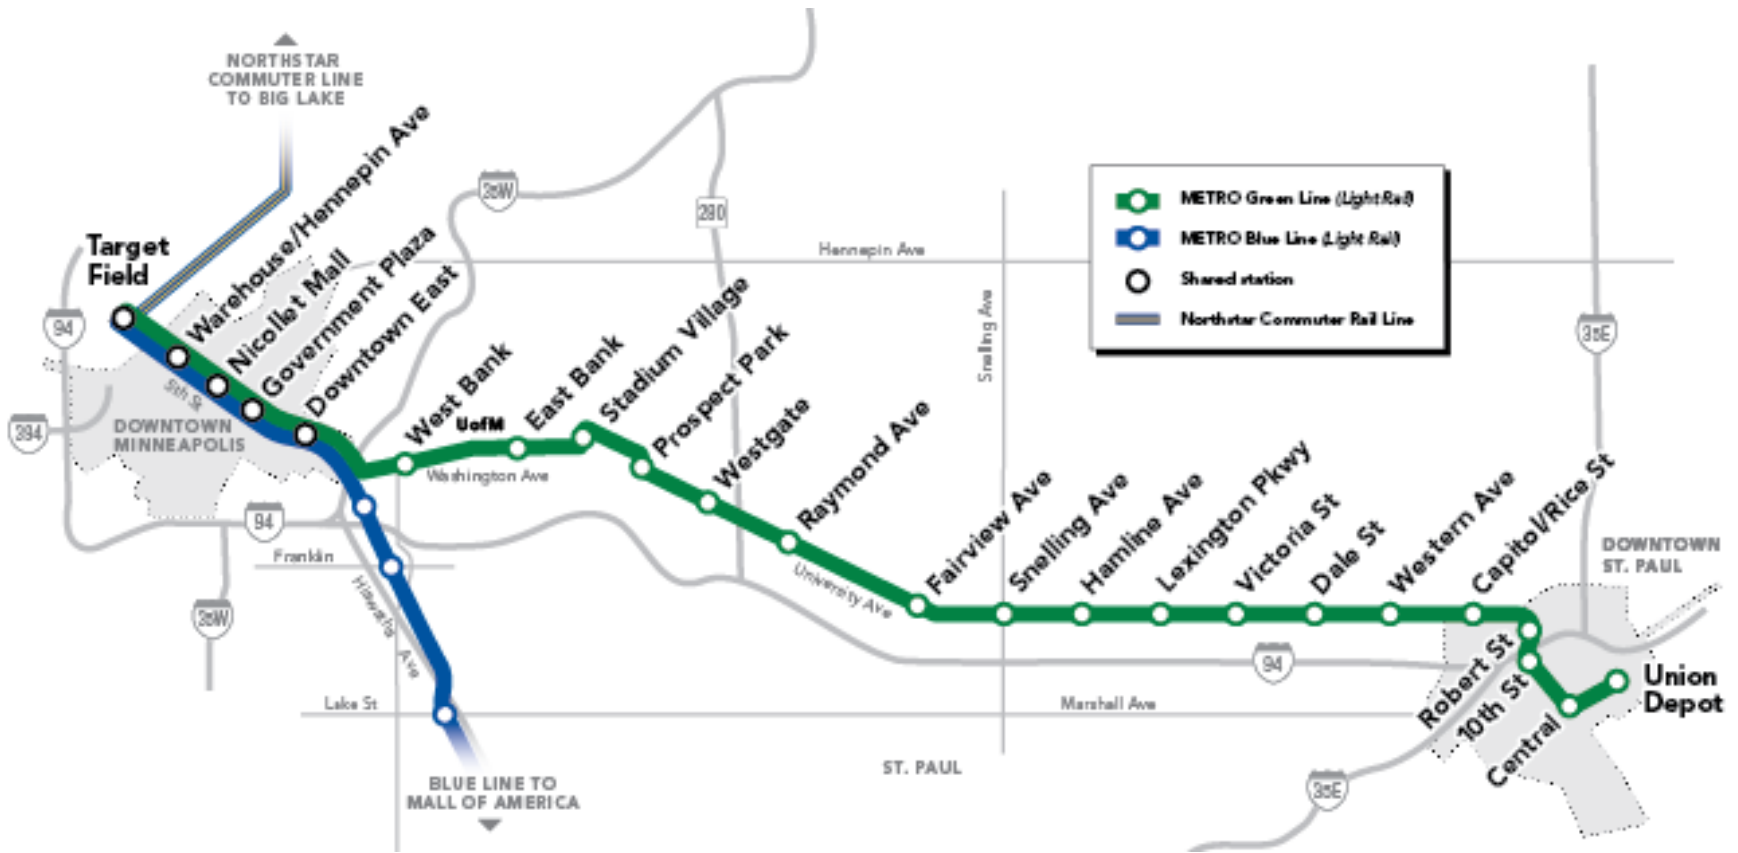 NORTHSTAR
COMMUTER LINE
TO BIG LAKE
Target
Field
Warehouse/Hennepin Ave
Nicollet Mall
Government Plaza
Downtown East
West Bank
UofM
East Bank
Stadium Village
Prospect Park
Westgate
Raymond Ave
Fairview Ave
Snelling Ave
Hamline Ave
Lexington Pkwy
Victoria St
Dale St
Western Ave
Capitol/Rice St
Robert St
10th St
Central
Union
Depot
METRO Green Line (Light Rail)
METRO Blue Line (Light Rail)
Shared station
Northstar Commuter Rail Line
35W
280
Hennepin Ave
Snelling Ave
35E
94
394
5th St
DOWNTOWN
MINNEAPOLIS
Washington Ave
94
Franklin
Hiawatha Ave
35W
University Ave
94
Lake St
Marshall Ave
DOWNTOWN
ST. PAUL
ST. PAUL
35E
BLUE LINE TO
MALL OF AMERICA